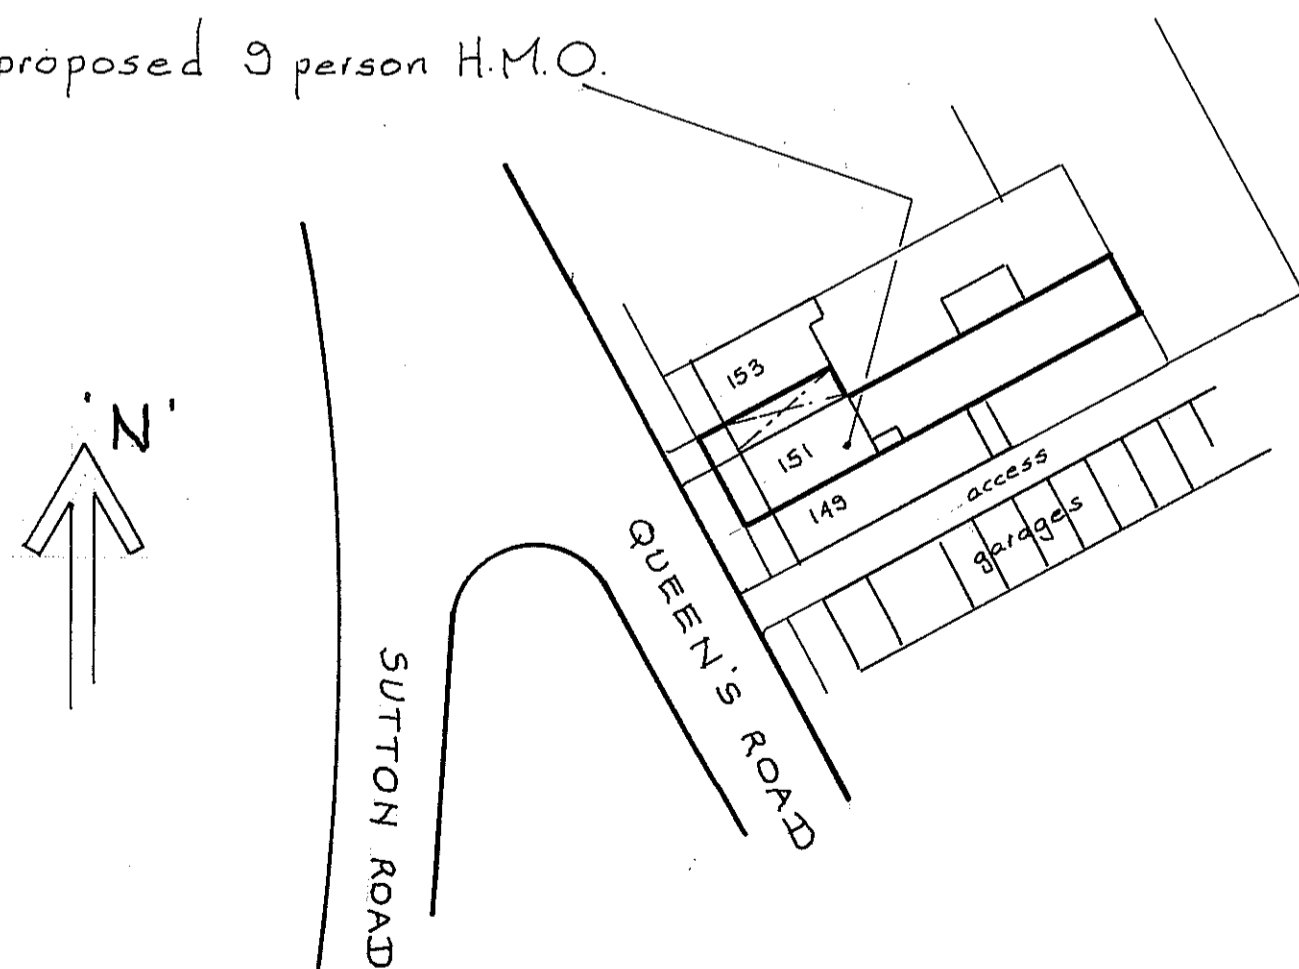 proposed 9 person H.M.O.
'N'
153
151
149
access
garages
QUEEN'S ROAD
SUTTON ROAD